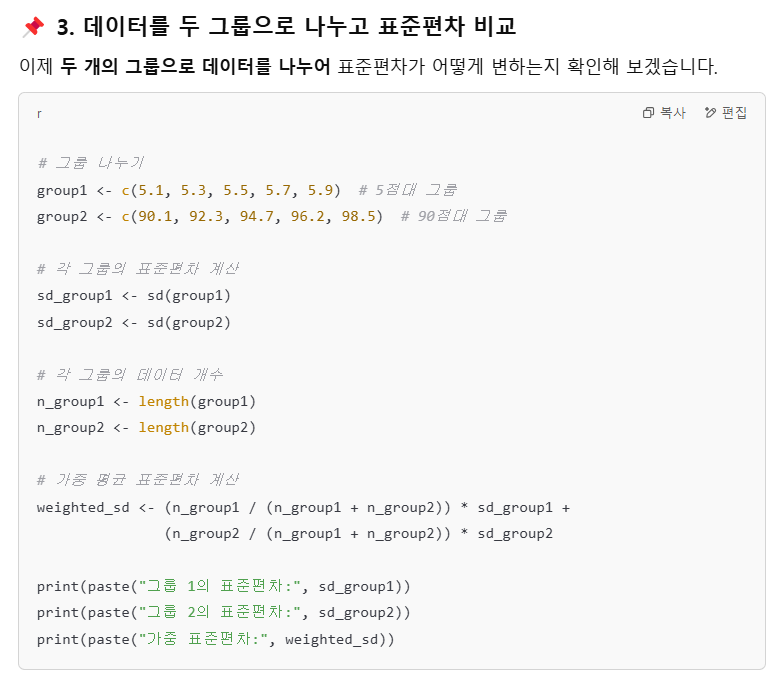 📌 3. 데이터를 두 그룹으로 나누고 표준편차 비교
이제 두 개의 그룹으로 데이터를 나누어 표준편차가 어떻게 변하는지 확인해 보겠습니다.
r
복사 편집
# 그룹 나누기
group1 <- c(5.1, 5.3, 5.5, 5.7, 5.9)  # 5점대 그룹
group2 <- c(90.1, 92.3, 94.7, 96.2, 98.5)  # 90점대 그룹
# 각 그룹의 표준편차 계산
sd_group1 <- sd(group1)
sd_group2 <- sd(group2)
# 각 그룹의 데이터 개수
n_group1 <- length(group1)
n_group2 <- length(group2)
# 가중 평균 표준편차 계산
weighted_sd <- (n_group1 / (n_group1 + n_group2)) * sd_group1 +
               (n_group2 / (n_group1 + n_group2)) * sd_group2
print(paste("그룹 1의 표준편차:", sd_group1))
print(paste("그룹 2의 표준편차:", sd_group2))
print(paste("가중 표준편차:", weighted_sd))